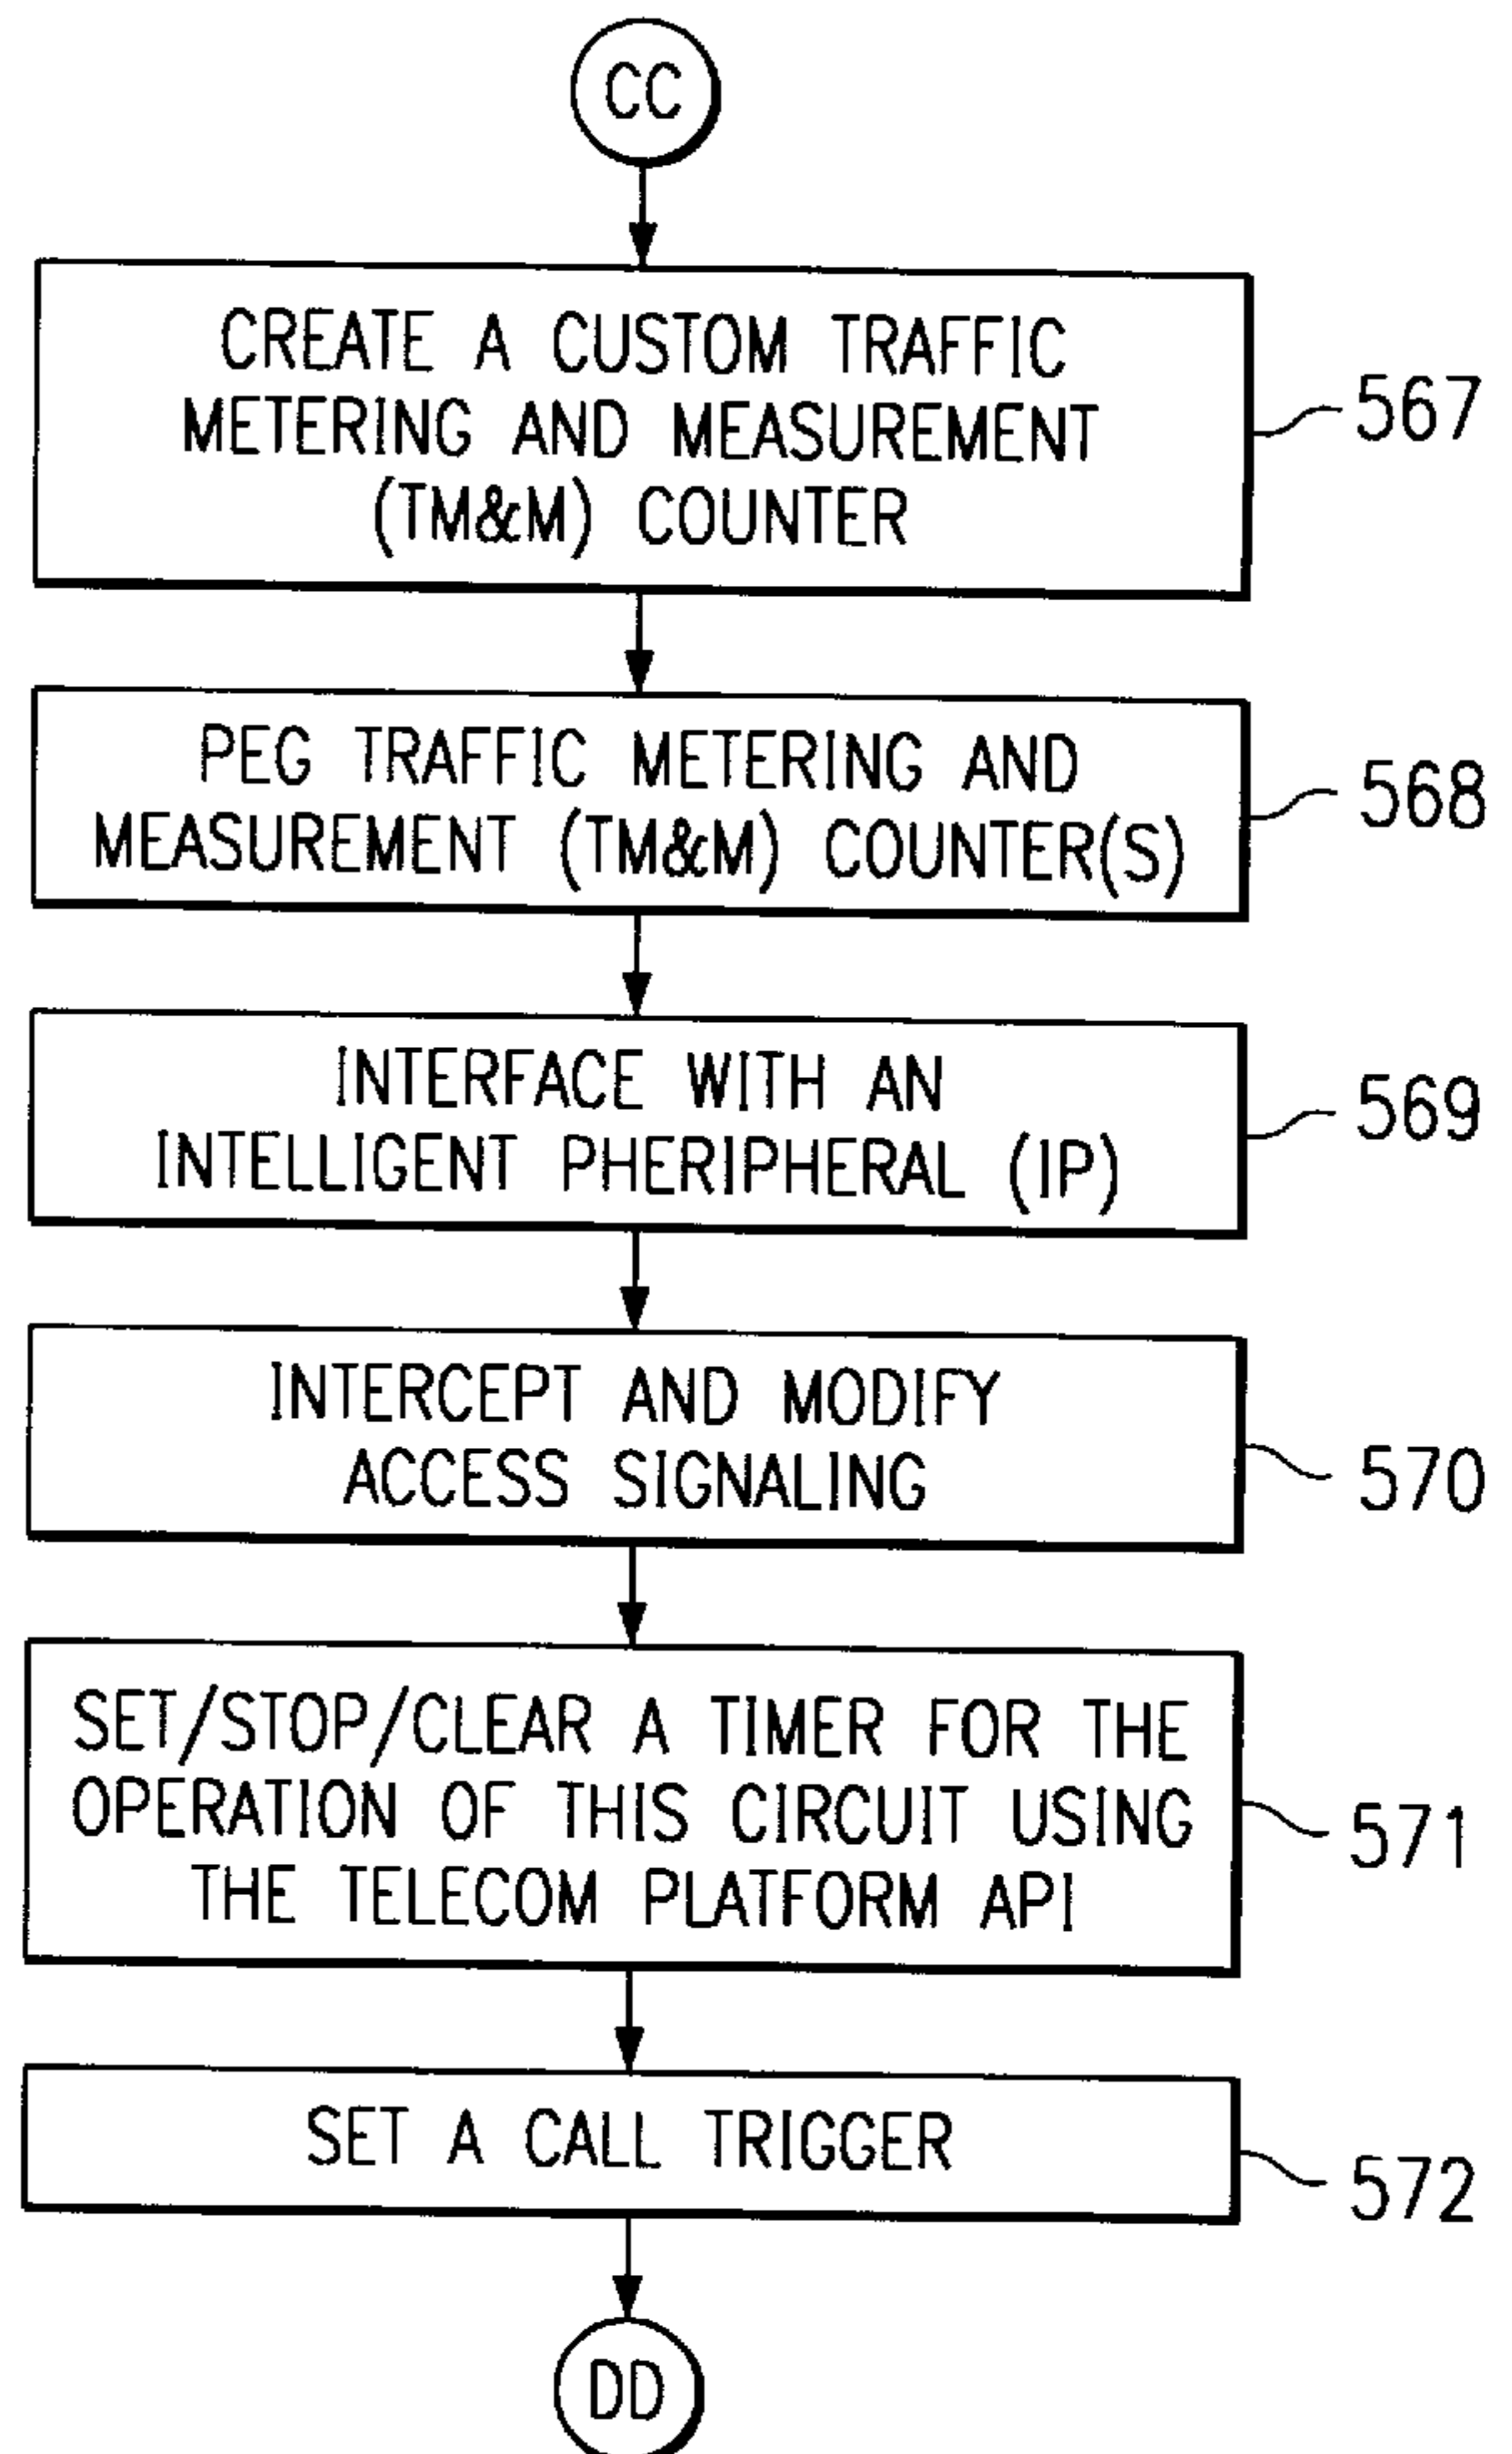 CC
CREATE A CUSTOM TRAFFIC
METERING AND MEASUREMENT
(TM&M) COUNTER
567
PEG TRAFFIC METERING AND
MEASUREMENT (TM&M) COUNTER(S)
568
INTERFACE WITH AN
INTELLIGENT PHERIPHERAL (IP)
569
INTERCEPT AND MODIFY
ACCESS SIGNALING
570
SET/STOP/CLEAR A TIMER FOR THE
OPERATION OF THIS CIRCUIT USING
THE TELECOM PLATFORM API
571
SET A CALL TRIGGER
572
DD